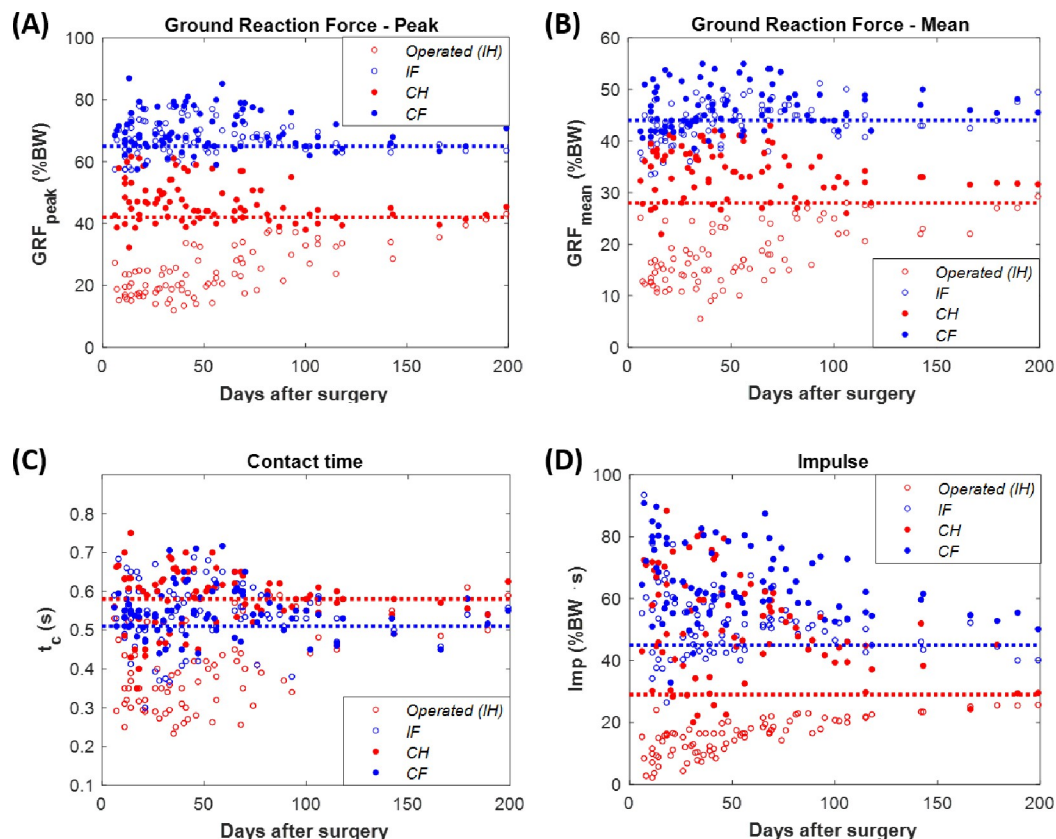 (A)
Ground Reaction Force - Peak
100
80
60
40
20
0
GRFpeak (%BW)
0 50 100 150 200
Days after surgery
Operated (IH)
IF
CH
CF
(B)
Ground Reaction Force - Mean
60
50
40
30
20
10
0
GRFmean (%BW)
0 50 100 150 200
Days after surgery
Operated (IH)
IF
CH
CF
(C)
Contact time
0.8
0.7
0.6
0.5
0.4
0.3
0.2
0.1
tc (s)
0 50 100 150 200
Days after surgery
Operated (IH)
IF
CH
CF
(D)
Impulse
100
80
60
40
20
0
Imp (%BW · s)
0 50 100 150 200
Days after surgery
Operated (IH)
IF
CH
CF